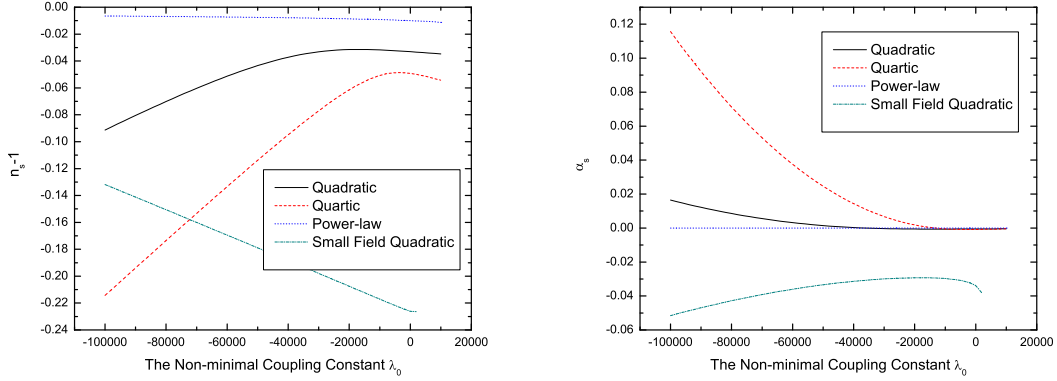 0.00
-0.02
-0.04
-0.06
-0.08
-0.10
-0.12
-0.14
-0.16
-0.18
-0.20
-0.22
-0.24
n_s-1
Quadratic
Quartic
Power-law
Small Field Quadratic
-100000 -80000 -60000 -40000 -20000 0 20000
The Non-minimal Coupling Constant λ_0
0.12
0.10
0.08
0.06
0.04
0.02
0.00
-0.02
-0.04
-0.06
α_s
Quadratic
Quartic
Power-law
Small Field Quadratic
-100000 -80000 -60000 -40000 -20000 0 20000
The Non-minimal Coupling Constant λ_0